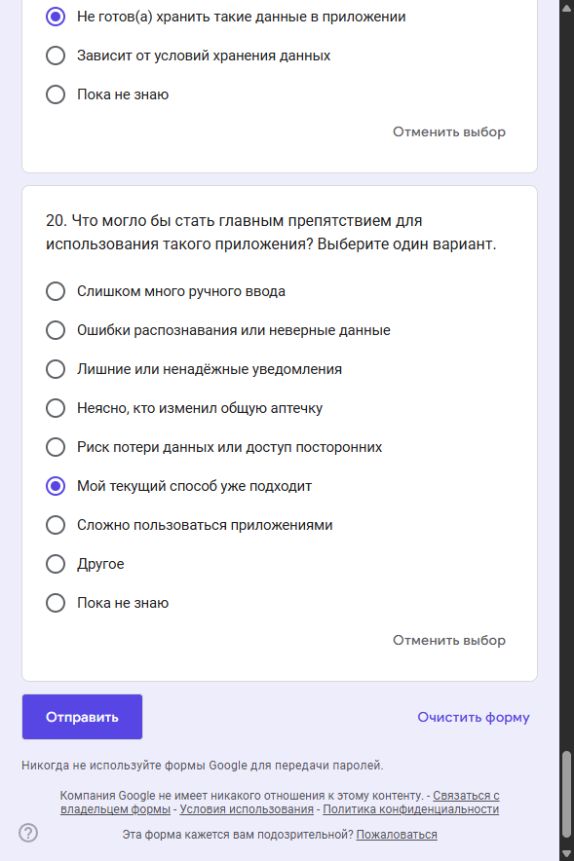 Не готов(а) хранить такие данные в приложении
Зависит от условий хранения данных
Пока не знаю
Отменить выбор
20. Что могло бы стать главным препятствием для
использования такого приложения? Выберите один вариант.
Слишком много ручного ввода
Ошибки распознавания или неверные данные
Лишние или ненадёжные уведомления
Неясно, кто изменил общую аптечку
Риск потери данных или доступ посторонних
Мой текущий способ уже подходит
Сложно пользоваться приложениями
Другое
Пока не знаю
Отменить выбор
Отправить
Очистить форму
Никогда не используйте формы Google для передачи паролей.
Компания Google не имеет никакого отношения к этому контенту. - Связаться с
владельцем формы - Условия использования - Политика конфиденциальности
Эта форма кажется вам подозрительной? Пожаловаться
?